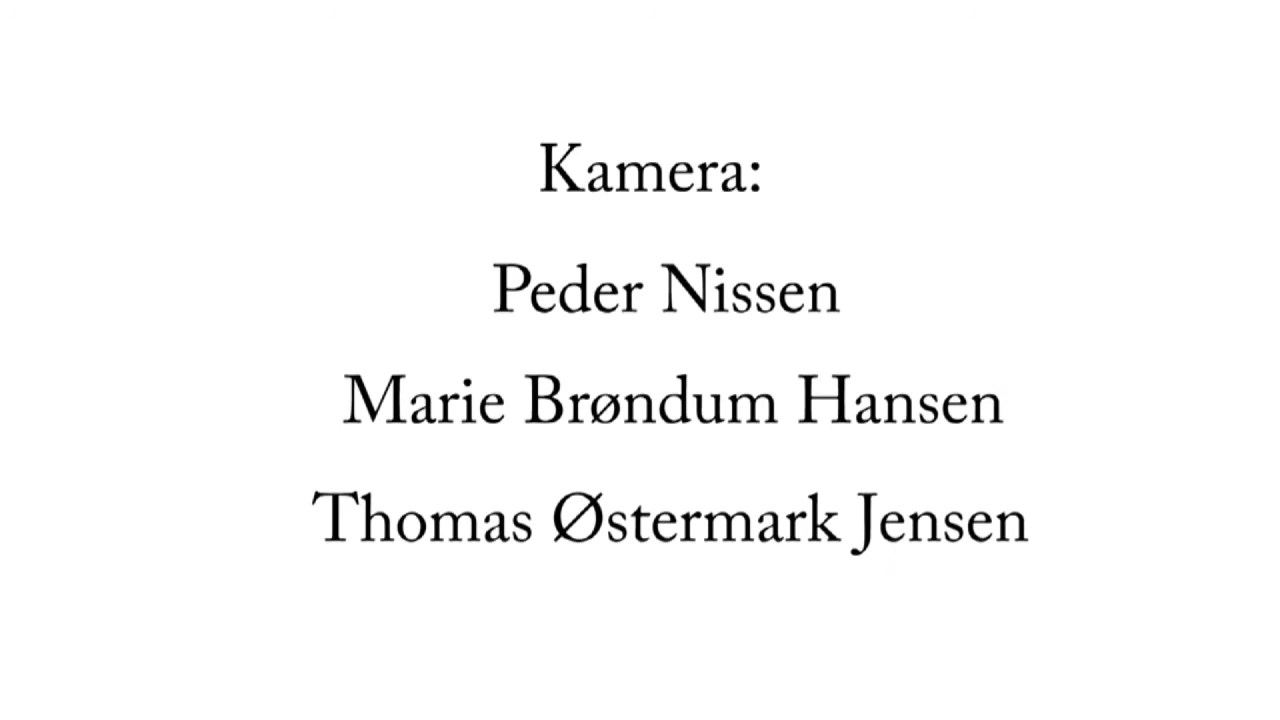 Kamera:
Peder Nissen
Marie Brøndum Hansen
Thomas Østermark Jensen